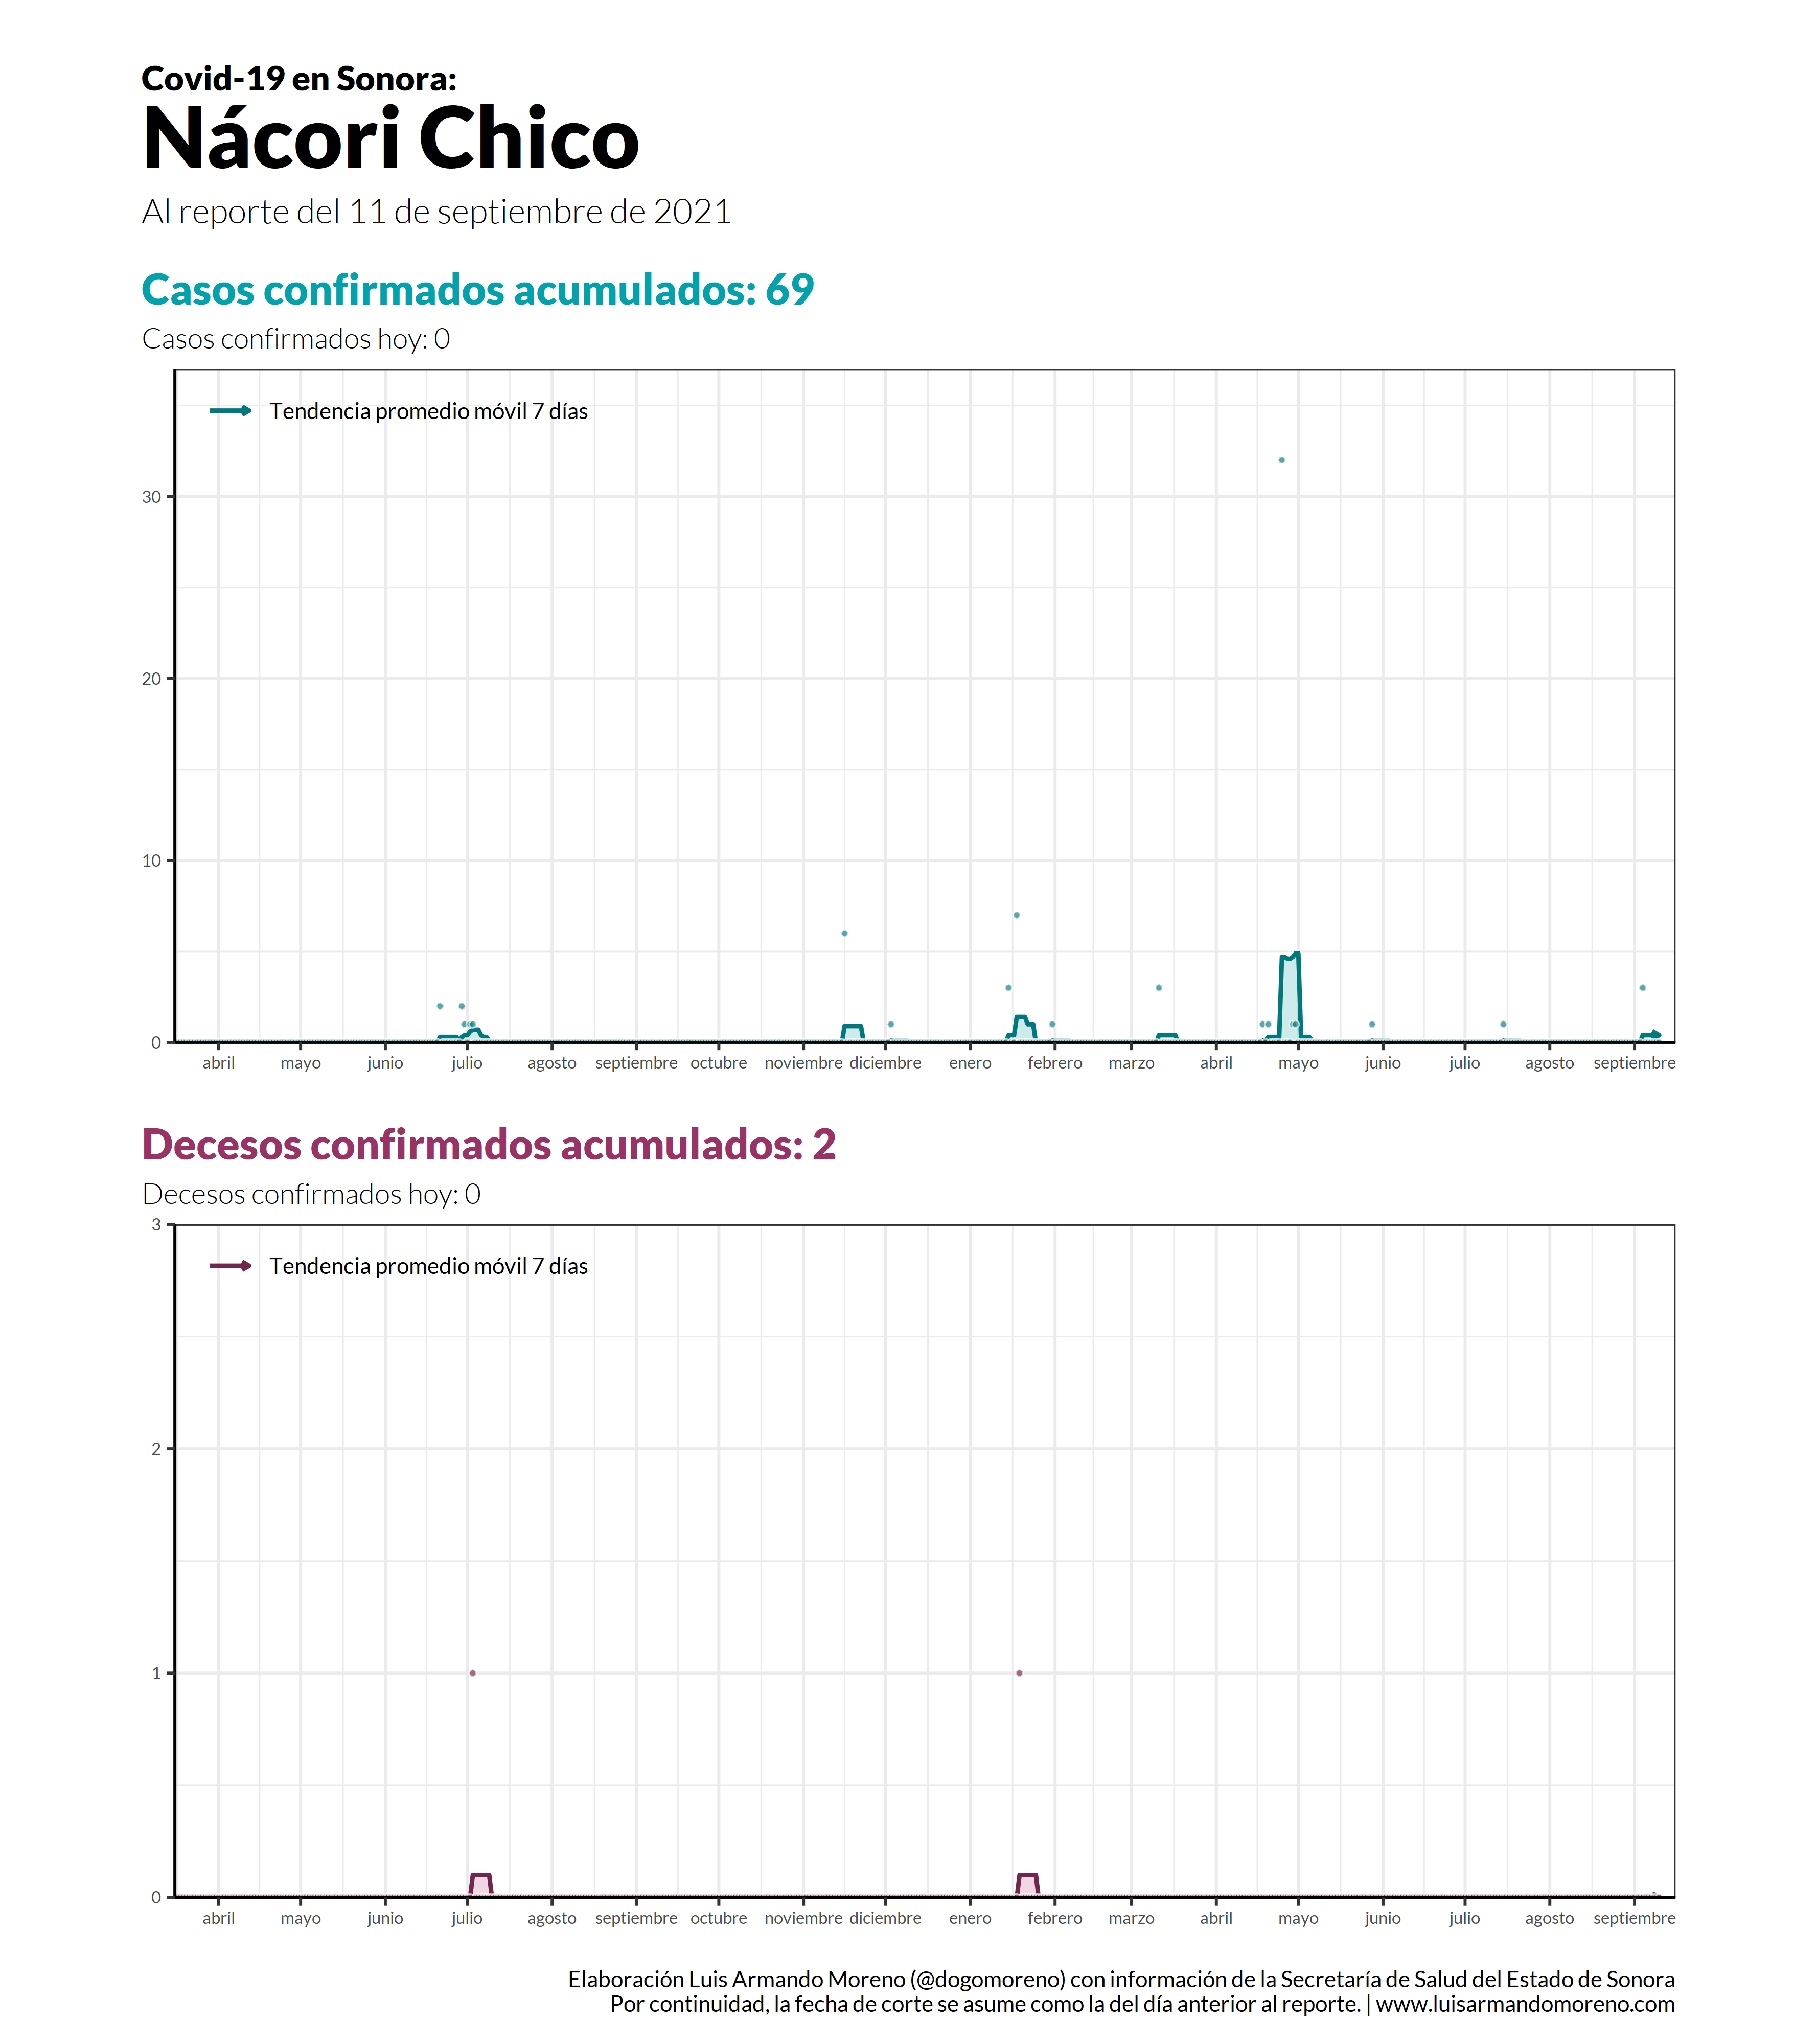 Covid-19 en Sonora:
Nácori Chico
Al reporte del 11 de septiembre de 2021
Casos confirmados acumulados: 69
Casos confirmados hoy: 0
Tendencia promedio móvil 7 días
30
20
10
0
abril mayo junio julio agosto septiembre octubre noviembre diciembre enero febrero marzo abril mayo junio julio agosto septiembre
Decesos confirmados acumulados: 2
Decesos confirmados hoy: 0
3
Tendencia promedio móvil 7 días
2
1
0
abril mayo junio julio agosto septiembre octubre noviembre diciembre enero febrero marzo abril mayo junio julio agosto septiembre
Elaboración Luis Armando Moreno (@dogomoreno) con información de la Secretaría de Salud del Estado de Sonora
Por continuidad, la fecha de corte se asume como la del día anterior al reporte. | www.luisarmandomoreno.com